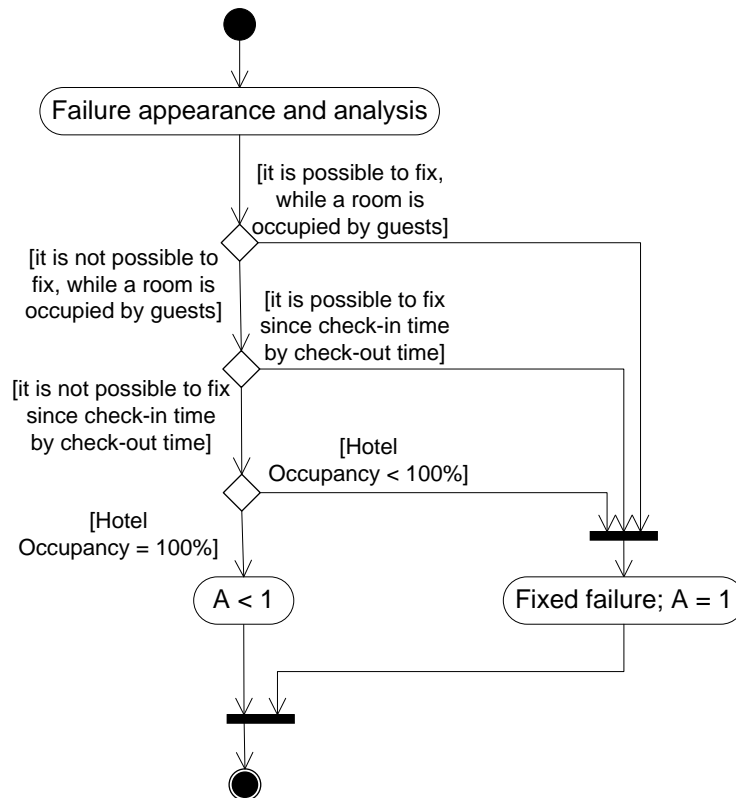 Failure appearance and analysis
[it is possible to fix,
while a room is
occupied by guests]
[it is not possible to
fix, while a room is
occupied by guests]
[it is possible to fix
since check-in time
by check-out time]
[it is not possible to fix
since check-in time
by check-out time]
[Hotel
Occupancy < 100%]
[Hotel
Occupancy = 100%]
A < 1
Fixed failure; A = 1